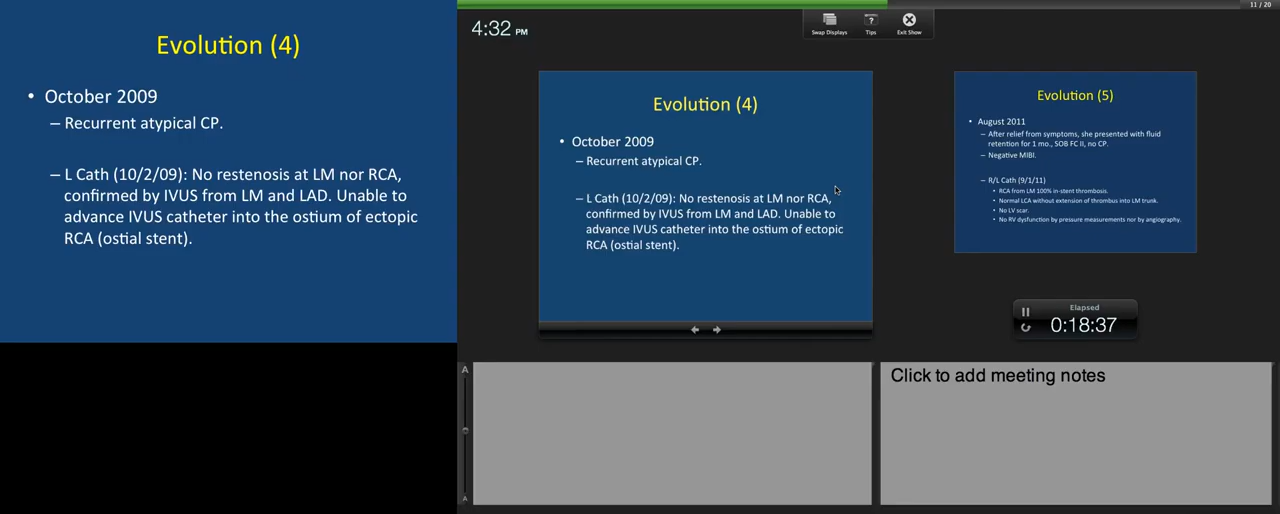 Evolution (4)
• October 2009
– Recurrent atypical CP.
– L Cath (10/2/09): No restenosis at LM nor RCA,
confirmed by IVUS from LM and LAD. Unable to
advance IVUS catheter into the ostium of ectopic
RCA (ostial stent).
11 / 20
4:32 PM
Swap Displays
Tips
Exit Show
Evolution (4)
• October 2009
– Recurrent atypical CP.
– L Cath (10/2/09): No restenosis at LM nor RCA,
confirmed by IVUS from LM and LAD. Unable to
advance IVUS catheter into the ostium of ectopic
RCA (ostial stent).
Evolution (5)
• August 2011
– After relief from symptoms, she presented with fluid
retention for 1 mo., SOB FC II, no CP.
– Negative MIBI.
– R/L Cath (9/1/11)
• RCA from LM 100% in-stent thrombosis.
• Normal LCA without extension of thrombus into LM trunk.
• No LV scar.
• No RV dysfunction by pressure measurements nor by angiography.
Elapsed
0:18:37
A
A
Click to add meeting notes